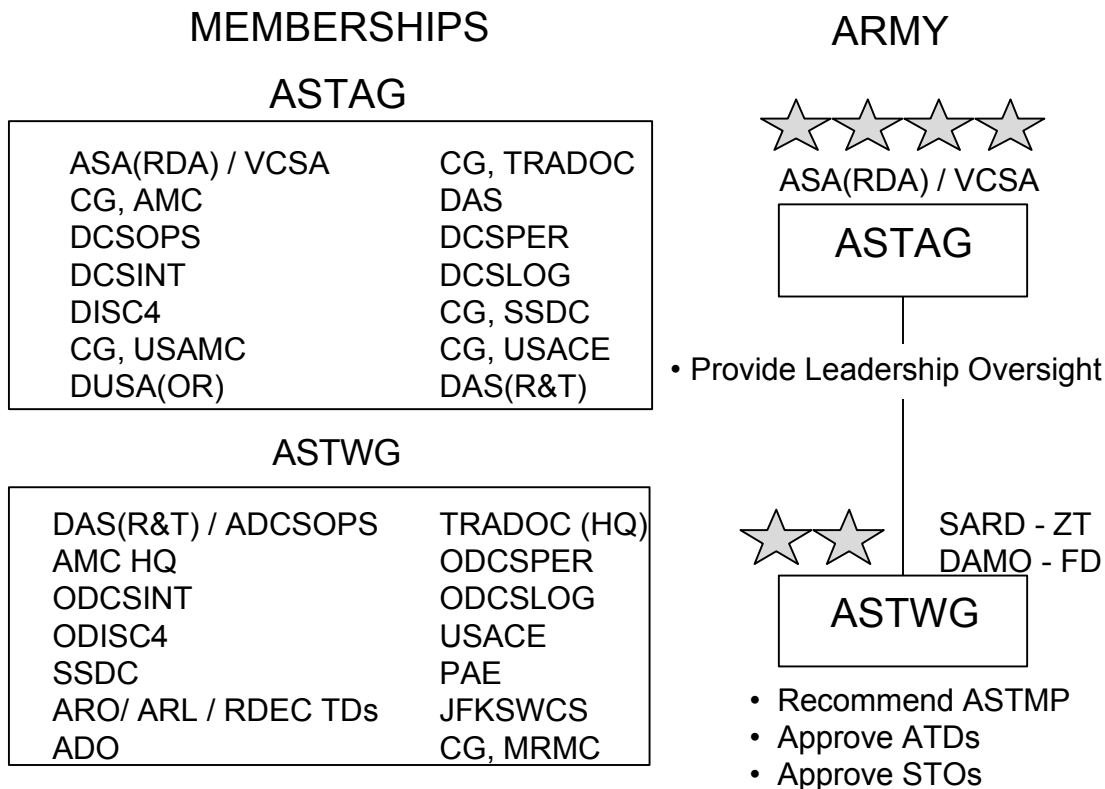 MEMBERSHIPS
ASTAG
ASA(RDA) / VCSA CG, TRADOC
CG, AMC DAS
DCSOPS DCSPER
DCSINT DCSLOG
DISC4 CG, SSDC
CG, USAMC CG, USACE
DUSA(OR) DAS(R&T)
ASTWG
DAS(R&T) / ADCSOPS TRADOC (HQ)
AMC HQ ODCSPER
ODCSINT ODCSLOG
ODISC4 USACE
SSDC PAE
ARO/ ARL / RDEC TDs JFKSWCS
ADO CG, MRMC
ARMY
ASA(RDA) / VCSA
ASTAG
• Provide Leadership Oversight
SARD - ZT
DAMO - FD
ASTWG
• Recommend ASTMP
• Approve ATDs
• Approve STOs